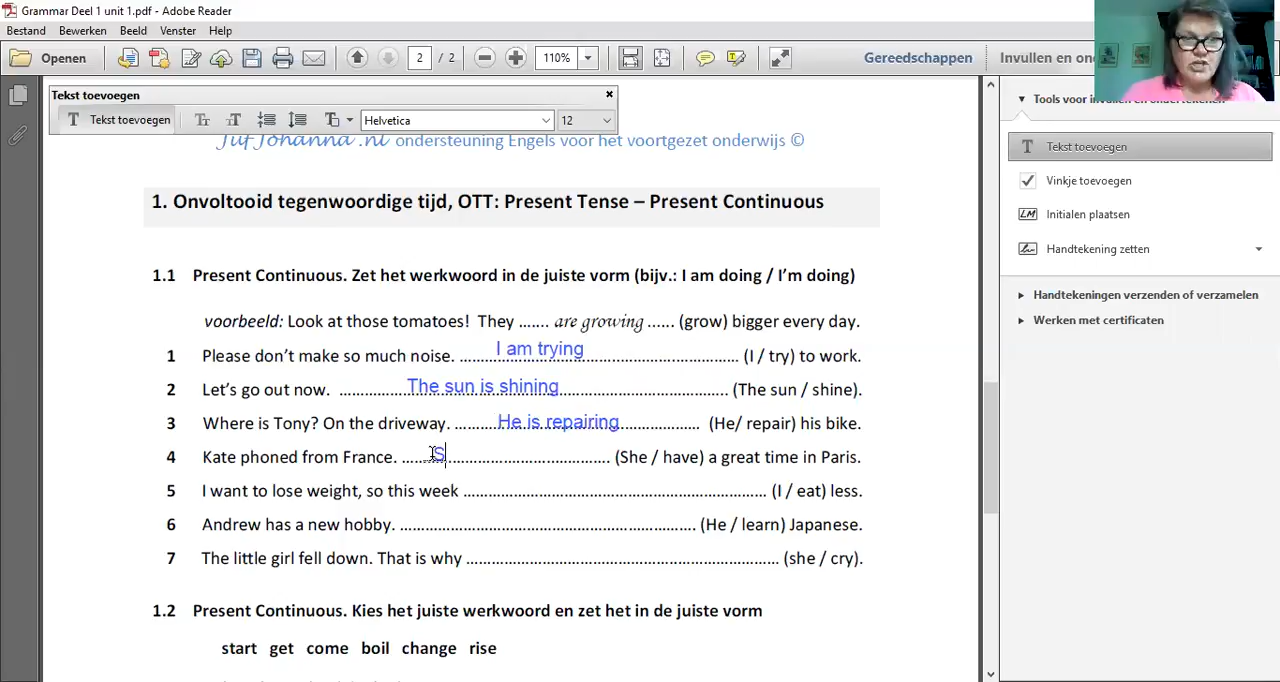 Grammar Deel 1 unit 1.pdf - Adobe Reader
Bestand Bewerken Beeld Venster Help
Openen 2 / 2 110% Gereedschappen Invullen en on
Tekst toevoegen
Tekst toevoegen Helvetica 12
Tools voor invullen en ondertekenen
Tekst toevoegen
Vinkje toevoegen
Initialen plaatsen
Handtekening zetten
Handtekeningen verzenden of verzamelen
Werken met certificaten
Juf Johanna .nl ondersteuning Engels voor het voortgezet onderwijs ©
1. Onvoltooid tegenwoordige tijd, OTT: Present Tense – Present Continuous
1.1 Present Continuous. Zet het werkwoord in de juiste vorm (bijv.: I am doing / I’m doing)
voorbeeld: Look at those tomatoes! They ....... are growing ...... (grow) bigger every day.
1 Please don’t make so much noise. ........ I am trying ........ (I / try) to work.
2 Let’s go out now. ........ The sun is shining ........ (The sun / shine).
3 Where is Tony? On the driveway. ........ He is repairing ........ (He/ repair) his bike.
4 Kate phoned from France. ...... S ........ (She / have) a great time in Paris.
5 I want to lose weight, so this week ........ (I / eat) less.
6 Andrew has a new hobby. ........ (He / learn) Japanese.
7 The little girl fell down. That is why ........ (she / cry).
1.2 Present Continuous. Kies het juiste werkwoord en zet het in de juiste vorm
start get come boil change rise